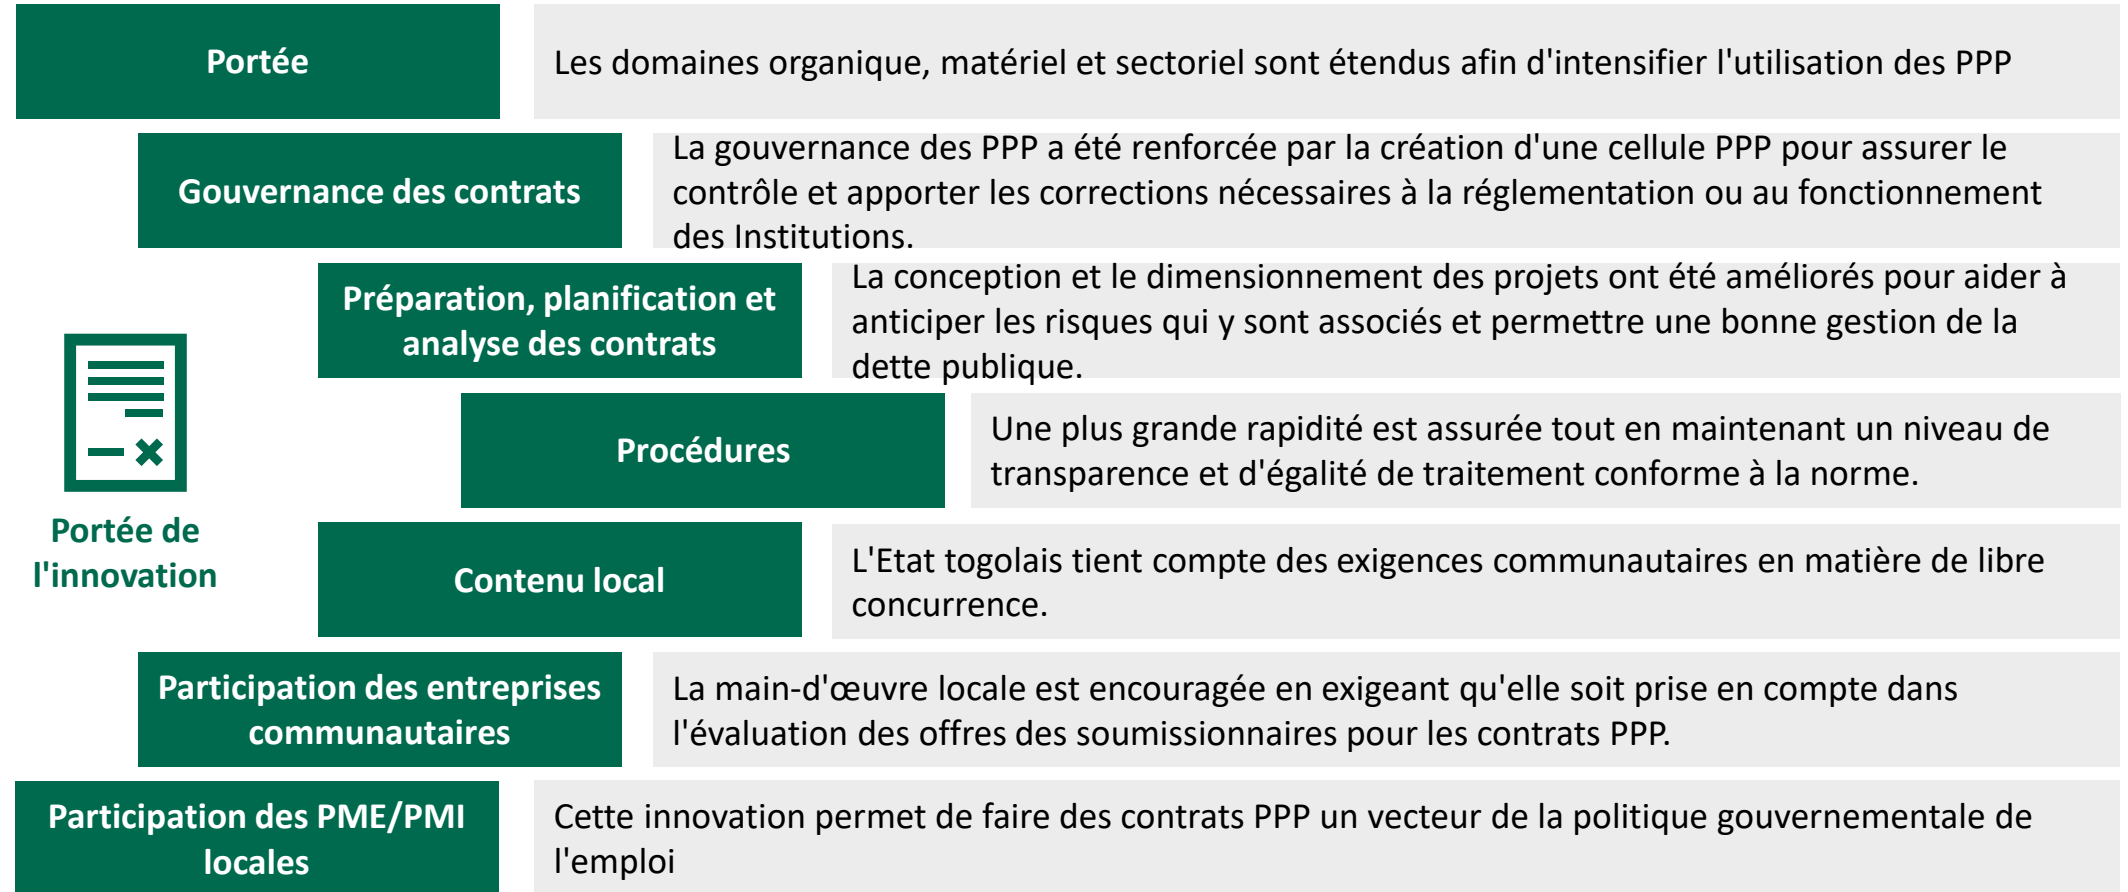 Portée
Les domaines organique, matériel et sectoriel sont étendus afin d'intensifier l'utilisation des PPP
Gouvernance des contrats
La gouvernance des PPP a été renforcée par la création d'une cellule PPP pour assurer le
contrôle et apporter les corrections nécessaires à la réglementation ou au fonctionnement
des Institutions.
Préparation, planification et
analyse des contrats
La conception et le dimensionnement des projets ont été améliorés pour aider à
anticiper les risques qui y sont associés et permettre une bonne gestion de la
dette publique.
Procédures
Une plus grande rapidité est assurée tout en maintenant un niveau de
transparence et d'égalité de traitement conforme à la norme.
Portée de
l'innovation
Contenu local
L'Etat togolais tient compte des exigences communautaires en matière de libre
concurrence.
Participation des entreprises
communautaires
La main-d'œuvre locale est encouragée en exigeant qu'elle soit prise en compte dans
l'évaluation des offres des soumissionnaires pour les contrats PPP.
Participation des PME/PMI
locales
Cette innovation permet de faire des contrats PPP un vecteur de la politique gouvernementale de
l'emploi